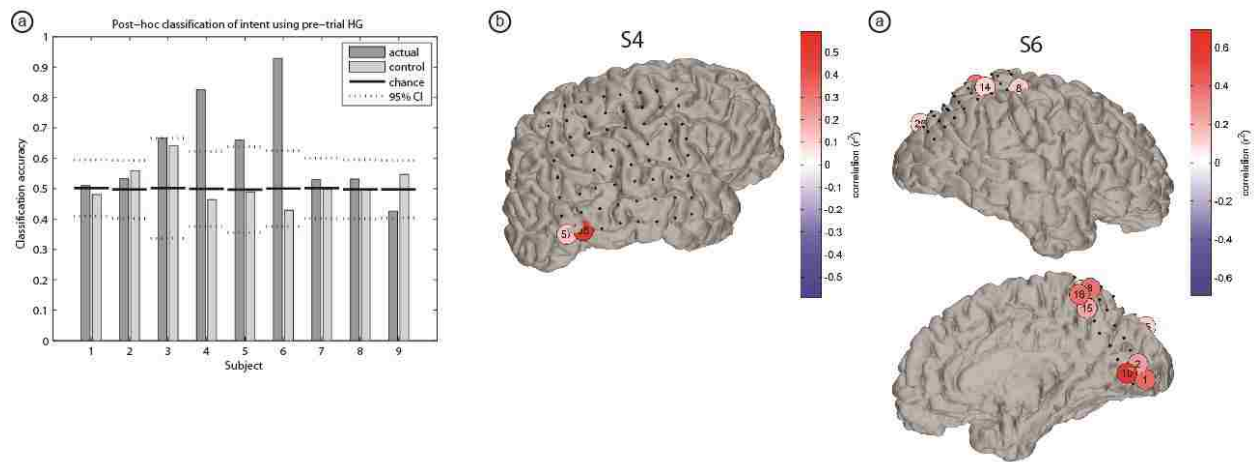 a
Post-hoc classification of intent using pre-trial HG
1
0.9
0.8
0.7
0.6
0.5
0.4
0.3
0.2
0.1
0
Classification accuracy
1 2 3 4 5 6 7 8 9
Subject
actual
control
chance
95% CI
b
S4
5
0.5
0.4
0.3
0.2
0.1
0
-0.1
-0.2
-0.3
-0.4
-0.5
correlation (r²)
a
S6
14
8
0.6
0.4
0.2
0
-0.2
-0.4
-0.6
correlation (r²)
16
8
15
2
1